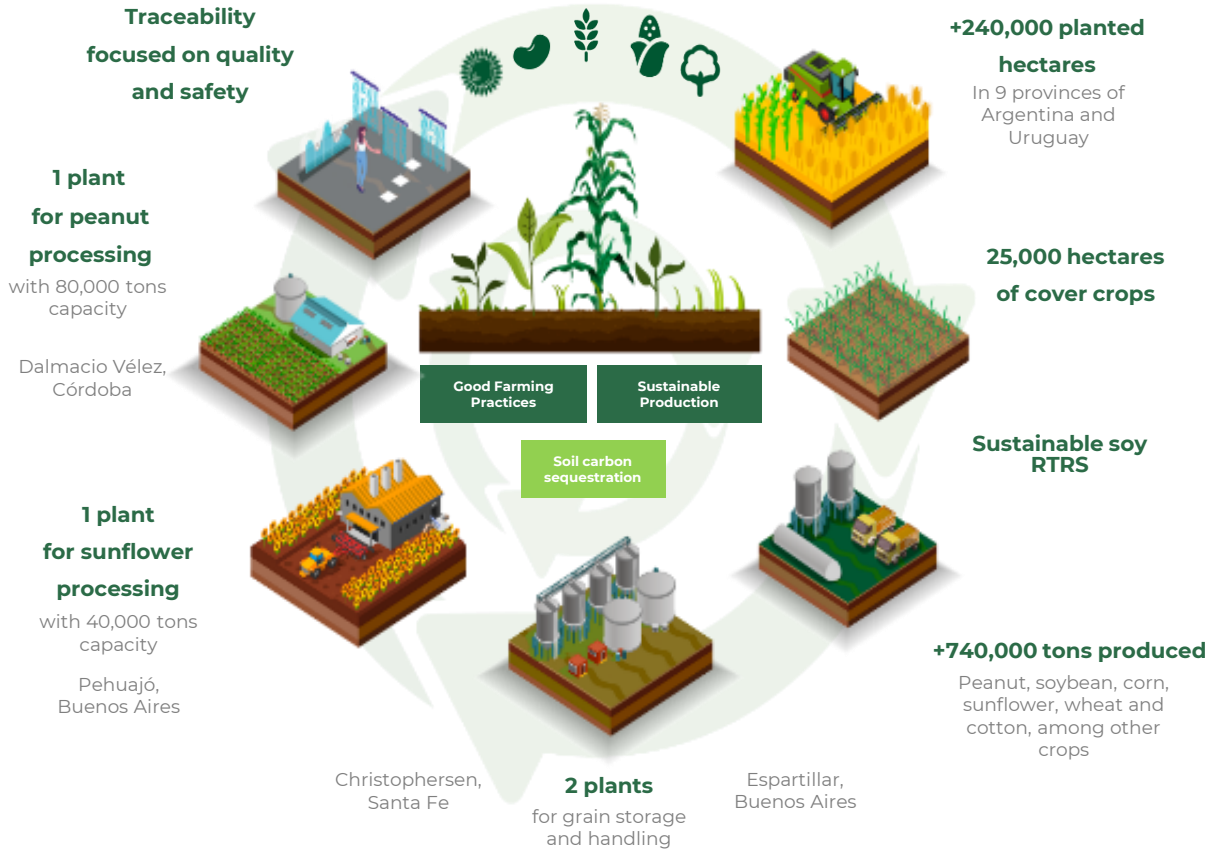 Traceability
focused on quality
and safety
+240,000 planted
hectares
In 9 provinces of
Argentina and
Uruguay
1 plant
for peanut
processing
with 80,000 tons
capacity
Dalmacio Vélez,
Córdoba
25,000 hectares
of cover crops
Good Farming
Practices
Sustainable
Production
Soil carbon
sequestration
Sustainable soy
RTRS
1 plant
for sunflower
processing
with 40,000 tons
capacity
Pehuajó,
Buenos Aires
+740,000 tons produced
Peanut, soybean, corn,
sunflower, wheat and
cotton, among other
crops
Christophersen,
Santa Fe
2 plants
for grain storage
and handling
Espartillar,
Buenos Aires